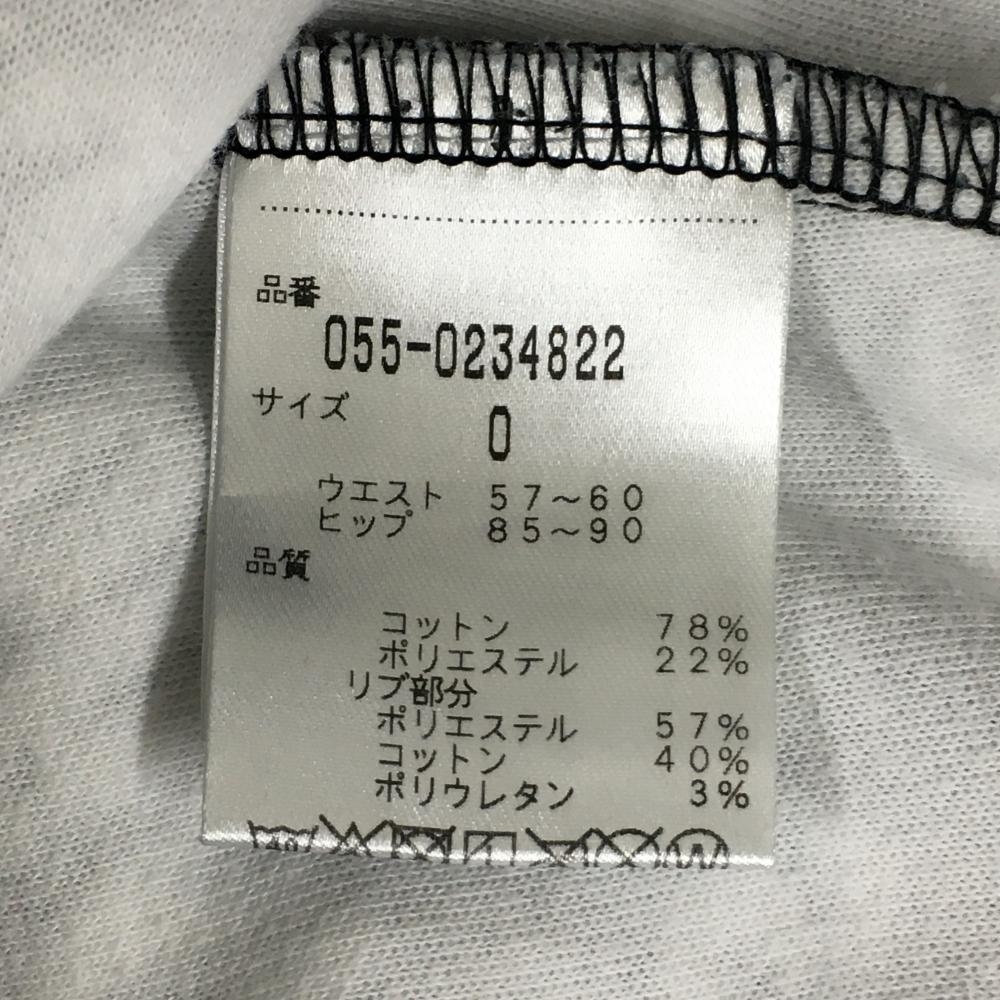 品番
055-0234822
サイズ
0
ウエスト 57～60
ヒップ 85～90
品質
コットン 78%
ポリエステル 22%
リブ部分
ポリエステル 57%
コットン 40%
ポリウレタン 3%